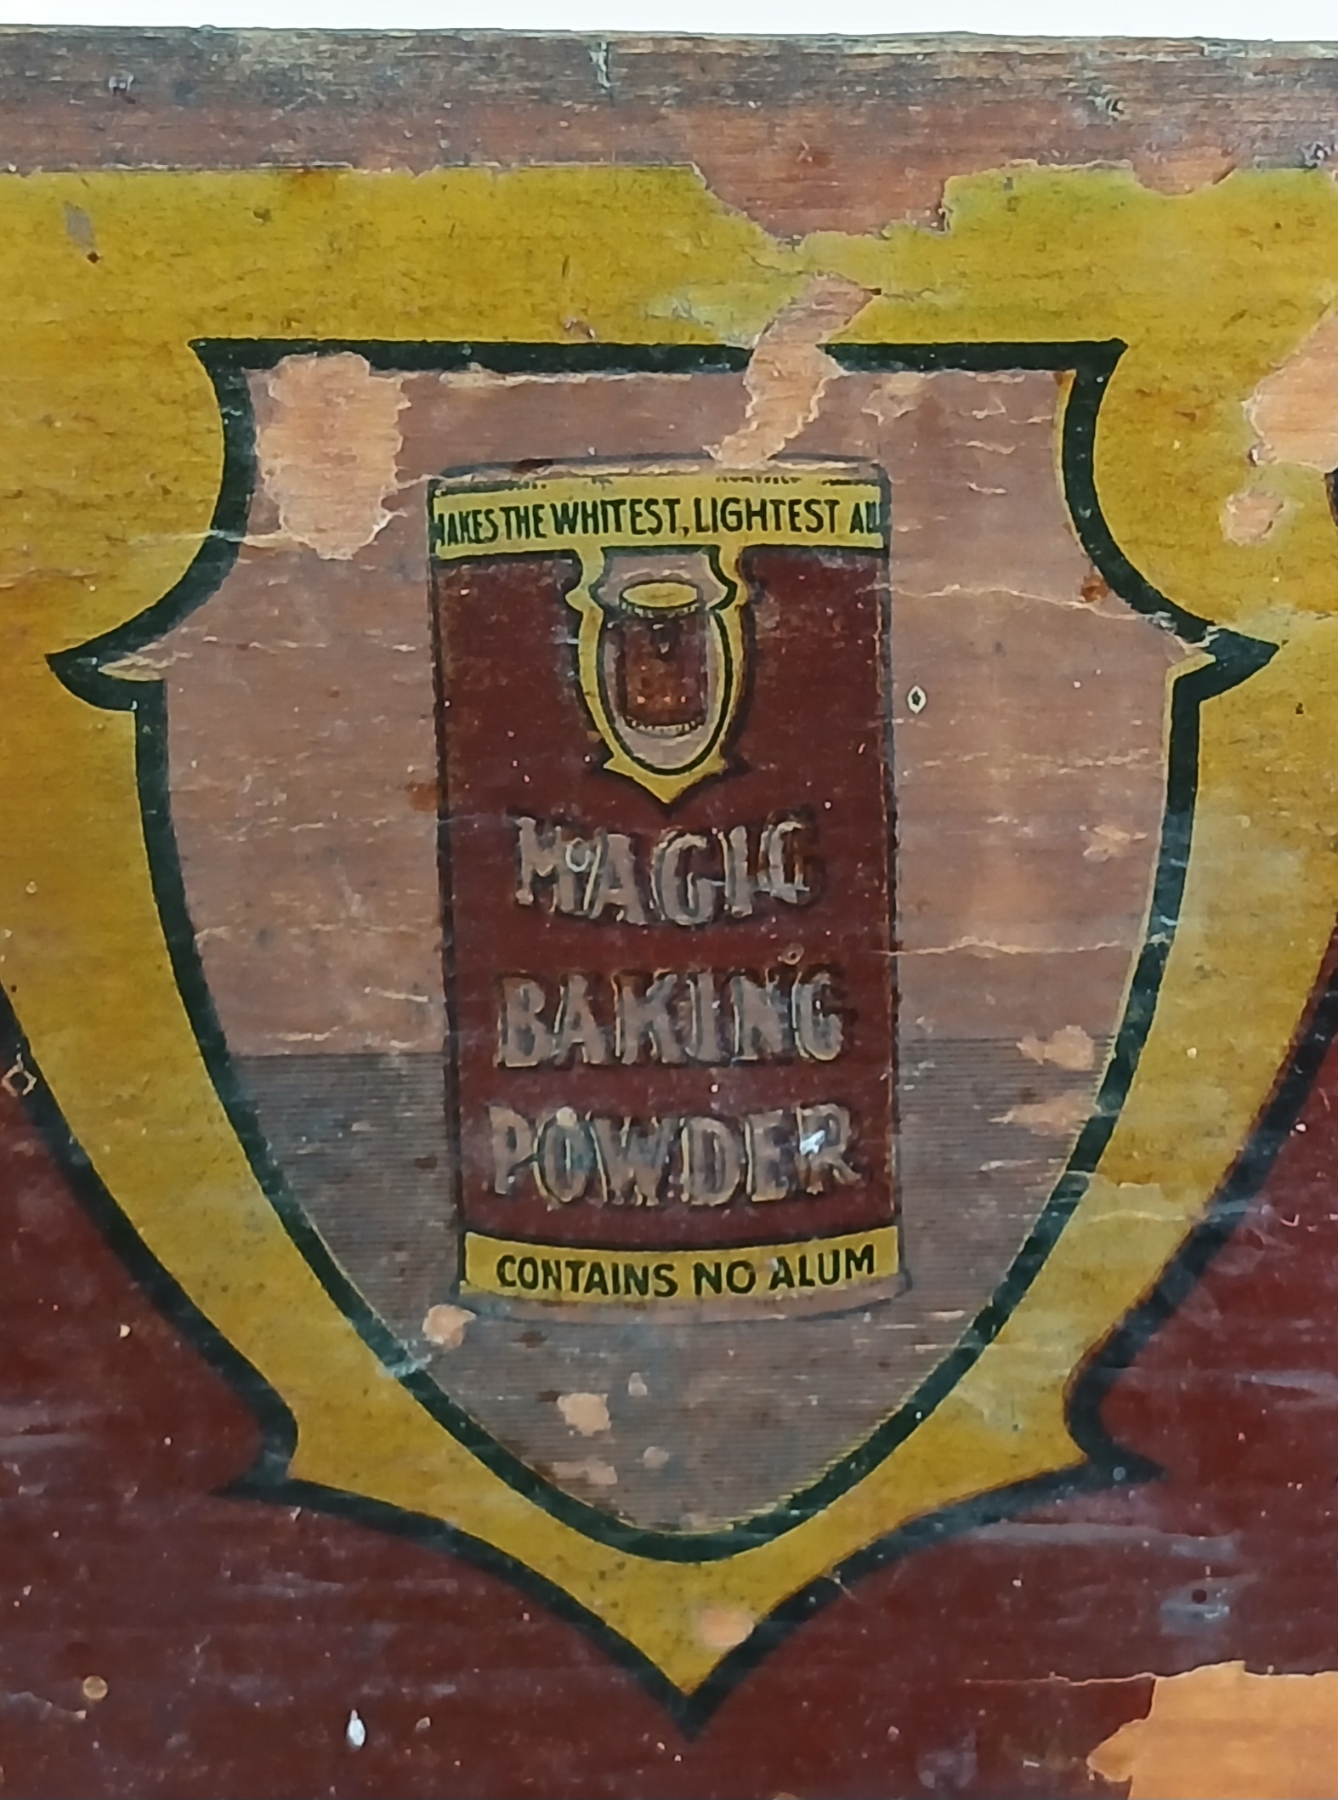 MAKES THE WHITEST, LIGHTEST
MAGIC
BAKING
POWDER
CONTAINS NO ALUM